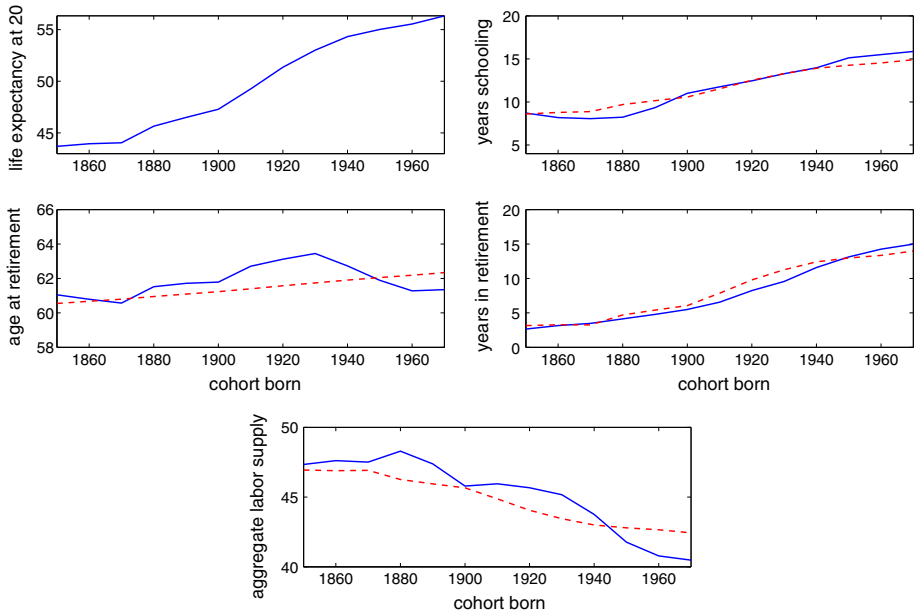 life expectancy at 20
55
45
1860 1880 1900 1920 1940 1960
years schooling
20
15
10
5
1860 1880 1900 1920 1940 1960
age at retirement
66
64
62
60
58
1860 1880 1900 1920 1940 1960
cohort born
years in retirement
20
15
10
5
0
1860 1880 1900 1920 1940 1960
cohort born
aggregate labor supply
50
45
40
1860 1880 1900 1920 1940 1960
cohort born